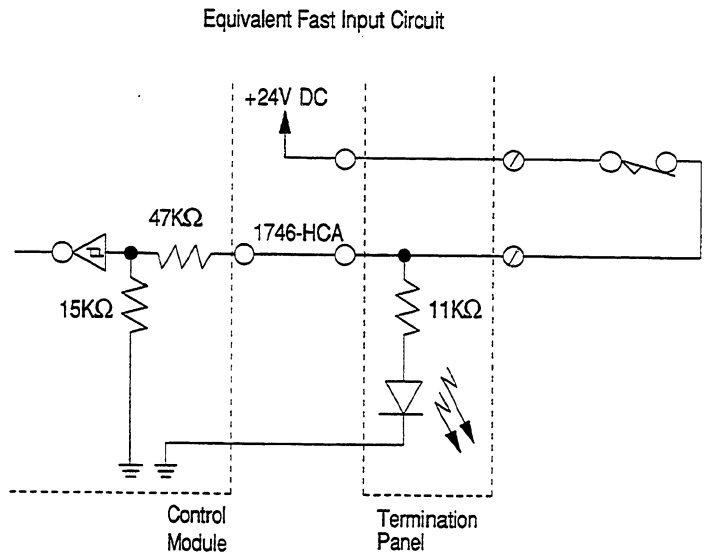 Equivalent Fast Input Circuit
+24V DC
47KΩ
1746-HCA
15KΩ
11KΩ
Control
Module
Termination
Panel